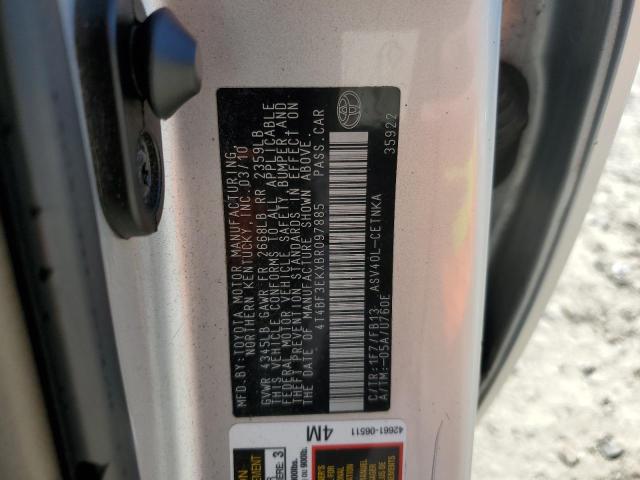 MFD.BY:TOYOTA MOTOR MANUFACTURING,
NORTHERN KENTUCKY,INC.03/10
GVWR 4345LB GAWR FR 2668LB RR 2359LB
THIS VEHICLE CONFORMS TO ALL APPLICABLE
FEDERAL MOTOR VEHICLE SAFETY BUMPER AND
THEFT PREVENTION STANDARDS IN EFFECT ON
THE DATE OF MANUFACTURE SHOWN ABOVE.
4T4BF3EKXBR097885 PASS.CAR
C/TR:1F7/FB13 ASV40L-CETNKA
A/TM:-05A/U760E 35922
42661-06511
4M